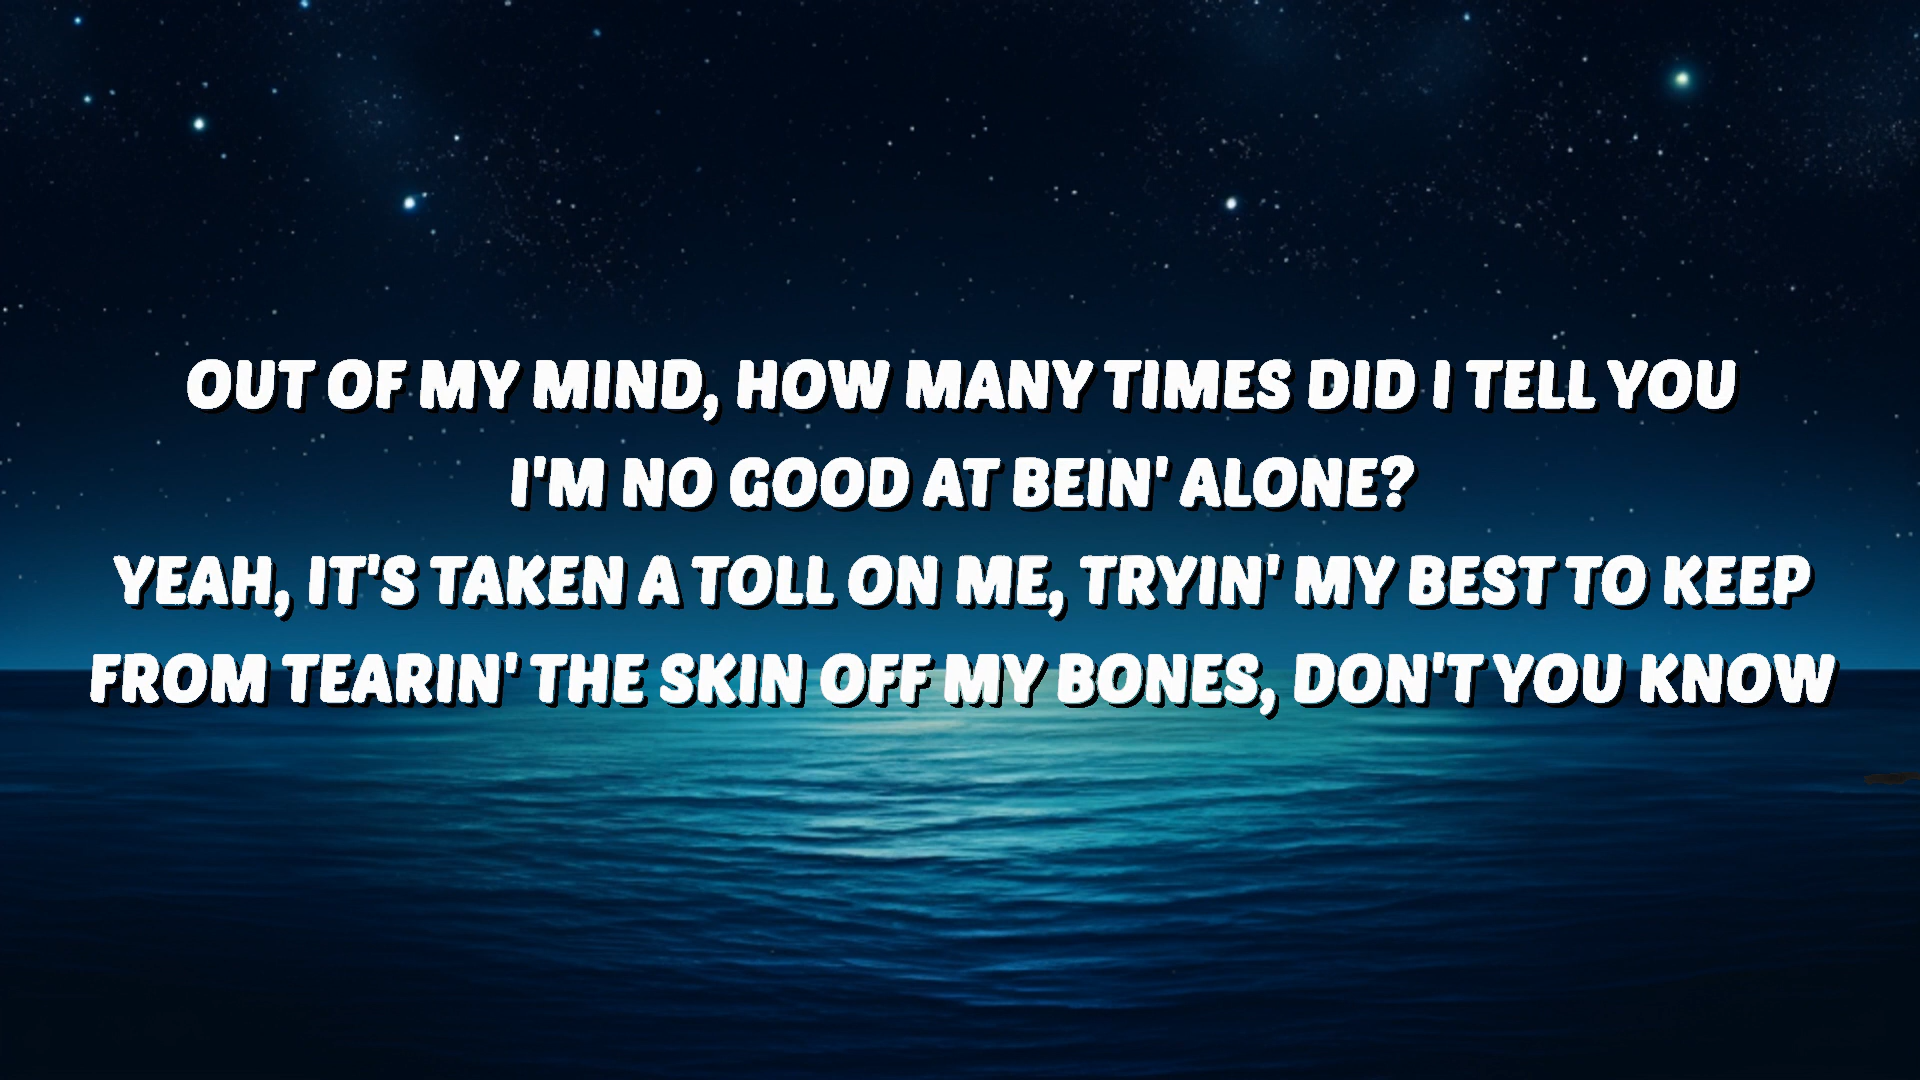 OUT OF MY MIND, HOW MANY TIMES DID I TELL YOU
I'M NO GOOD AT BEIN' ALONE?
YEAH, IT'S TAKEN A TOLL ON ME, TRYIN' MY BEST TO KEEP
FROM TEARIN' THE SKIN OFF MY BONES, DON'T YOU KNOW